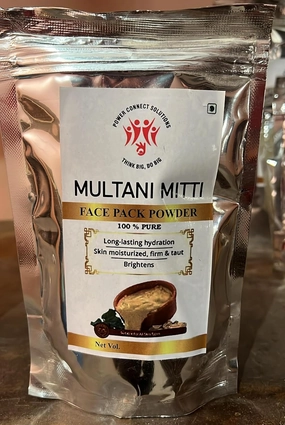 POWER CONNECT SOLUTIONS
THINK BIG, DO BIG
MULTANI M!TTI
FACE PACK POWDER
100 % PURE
Long-lasting hydration
Skin moisturized, firm & taut
Brightens
Net Vol.